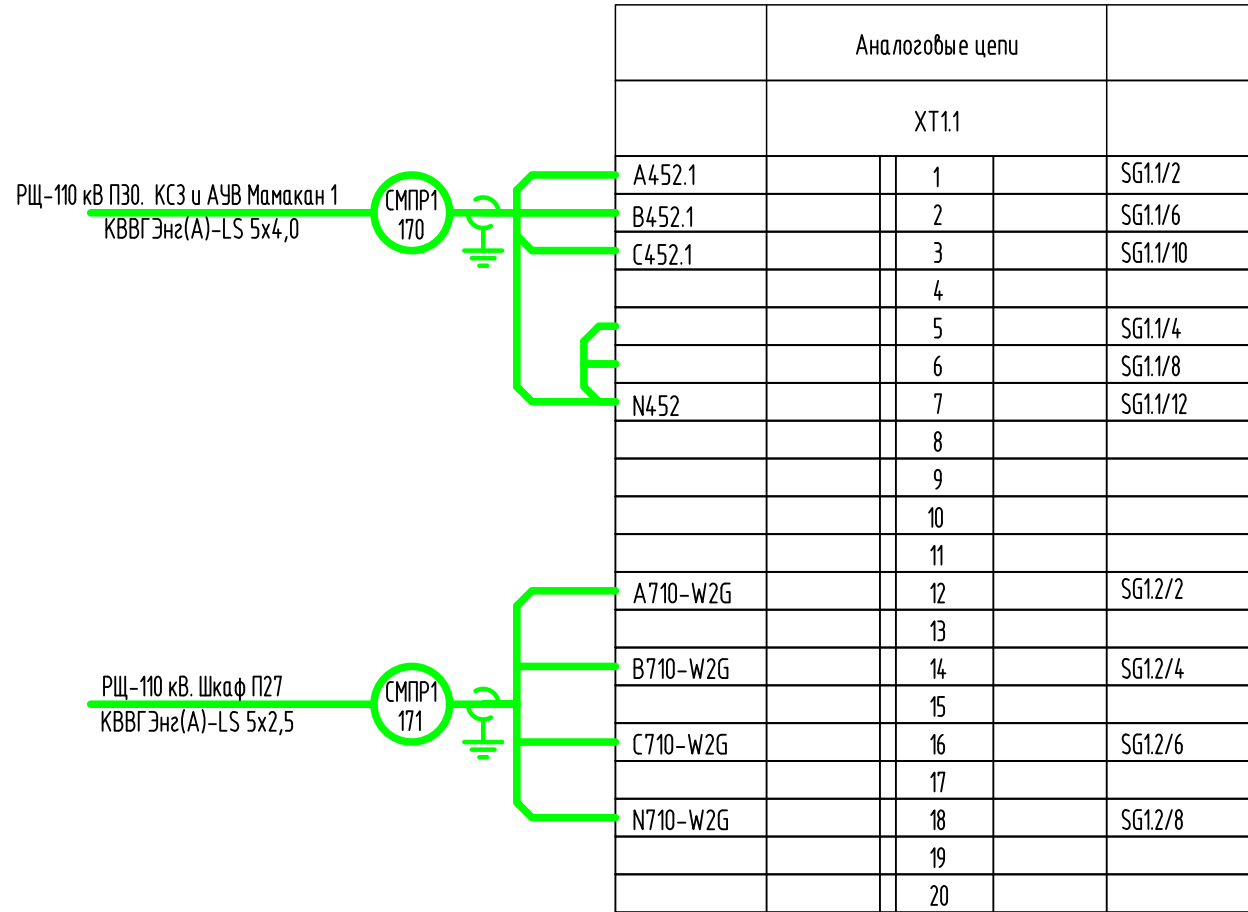 Аналоговые цепи
XT1.1
РЩ-110 кВ П30. КСЗ и АУВ Мамакан 1
КВВГЭнг(А)-LS 5x4,0
СМПР1
170
A452.1 1 SG1.1/2
B452.1 2 SG1.1/6
C452.1 3 SG1.1/10
4
5 SG1.1/4
6 SG1.1/8
N452 7 SG1.1/12
8
9
10
11
РЩ-110 кВ. Шкаф П27
КВВГЭнг(А)-LS 5x2,5
СМПР1
171
A710-W2G 12 SG1.2/2
13
B710-W2G 14 SG1.2/4
15
C710-W2G 16 SG1.2/6
17
N710-W2G 18 SG1.2/8
19
20